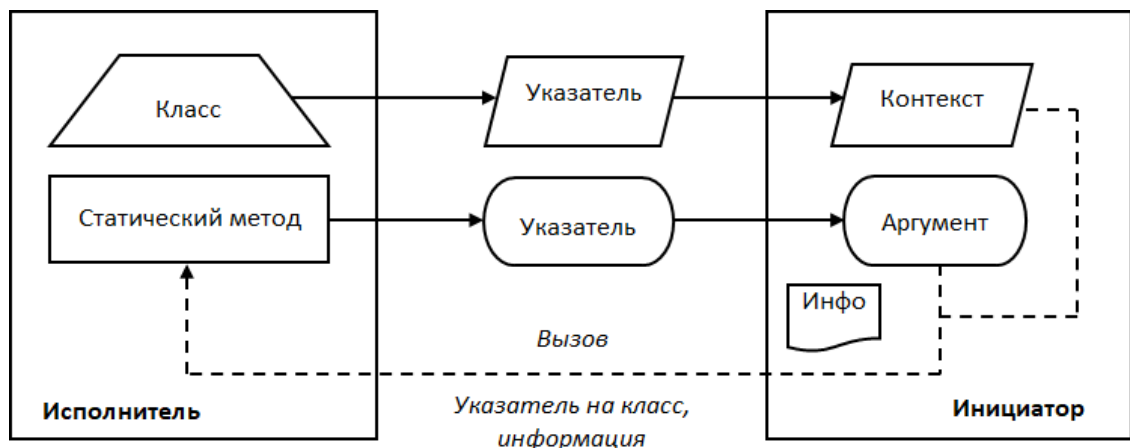 Класс
Указатель
Контекст
Статический метод
Указатель
Аргумент
Инфо
Вызов
Исполнитель
Указатель на класс,
информация
Инициатор